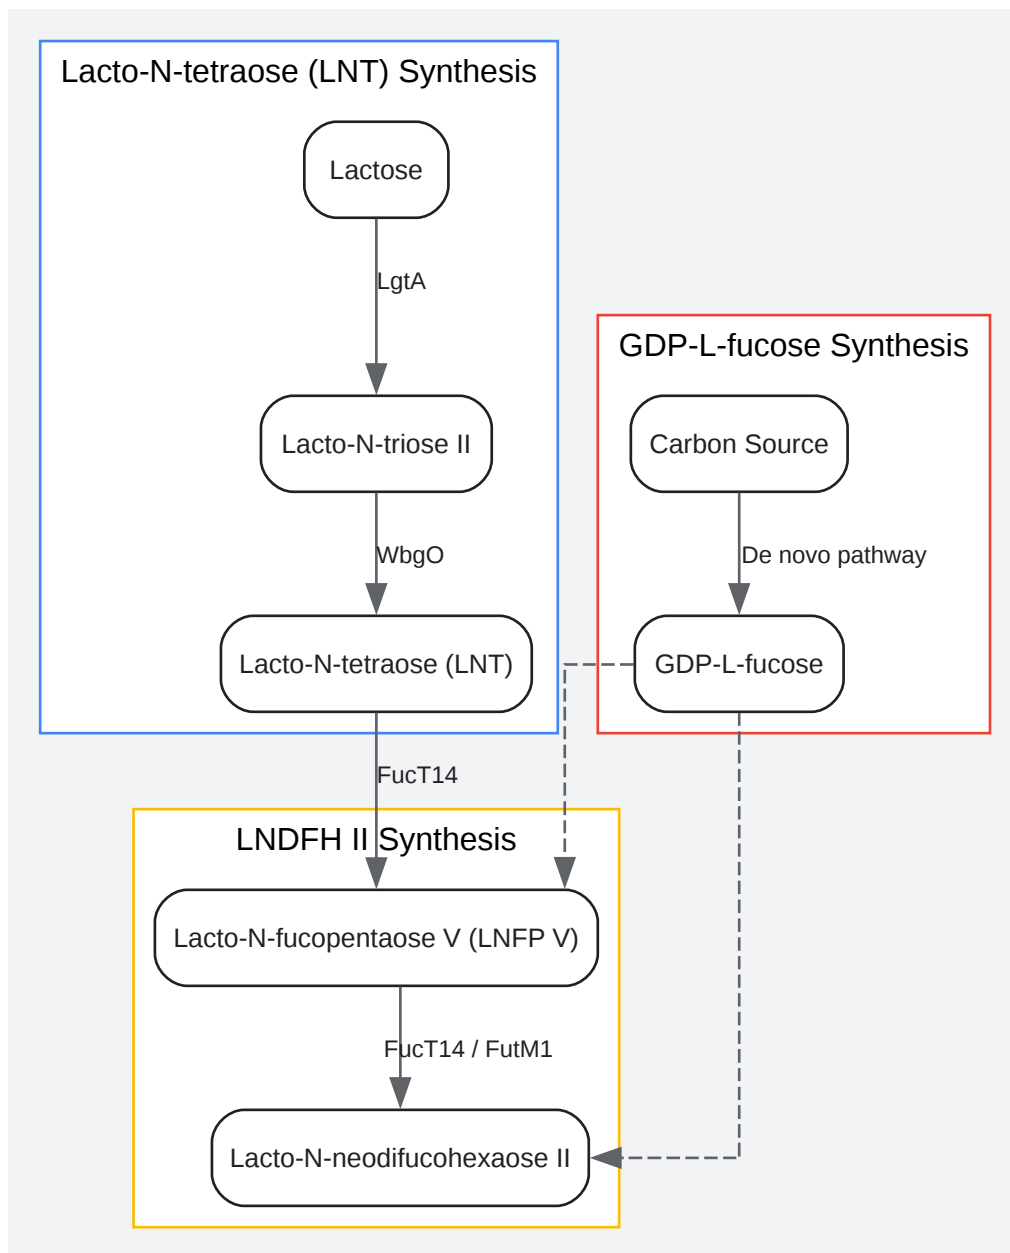 Lacto-N-tetraose (LNT) Synthesis
Lactose
LgtA
Lacto-N-triose II
WbgO
Lacto-N-tetraose (LNT)
GDP-L-fucose Synthesis
Carbon Source
De novo pathway
GDP-L-fucose
FucT14
LNDFH II Synthesis
Lacto-N-fucopentaose V (LNFP V)
FucT14 / FutM1
Lacto-N-neodifucohexaose II